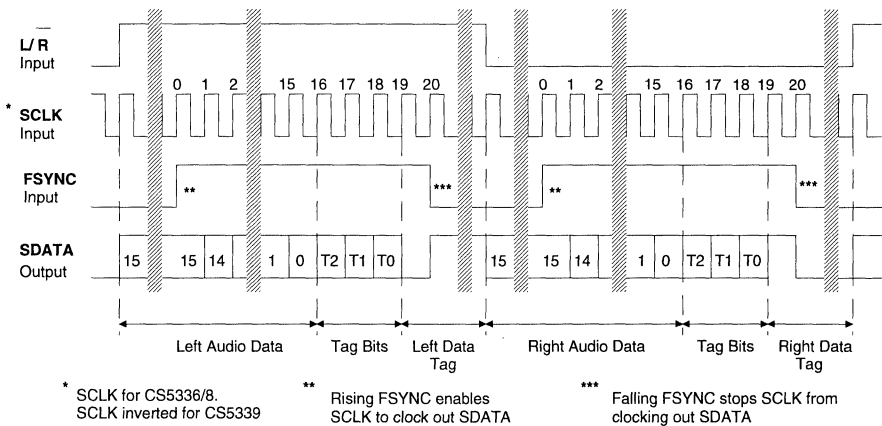 L/R
Input
0 1 2 15 16 17 18 19 20 0 1 2 15 16 17 18 19 20
* SCLK
Input
FSYNC
Input
** *** ** ***
SDATA
Output
15 15 14 1 0 T2 T1 T0 15 15 14 1 0 T2 T1 T0
Left Audio Data Tag Bits Left Data Tag Right Audio Data Tag Bits Right Data Tag
* SCLK for CS5336/8.
SCLK inverted for CS5339
** Rising FSYNC enables
SCLK to clock out SDATA
*** Falling FSYNC stops SCLK from
clocking out SDATA